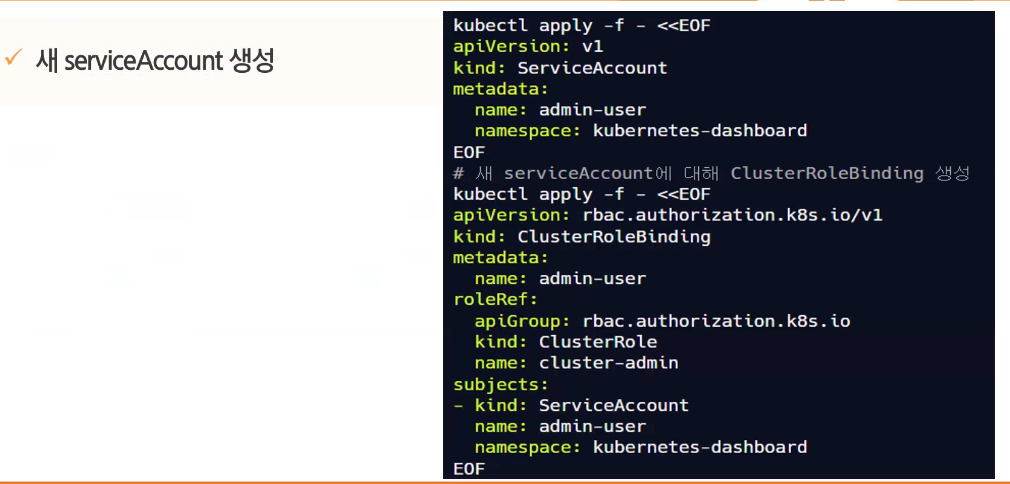 ✓ 새 serviceAccount 생성
kubectl apply -f - <<EOF
apiVersion: v1
kind: ServiceAccount
metadata:
  name: admin-user
  namespace: kubernetes-dashboard
EOF
# 새 serviceAccount에 대해 ClusterRoleBinding 생성
kubectl apply -f - <<EOF
apiVersion: rbac.authorization.k8s.io/v1
kind: ClusterRoleBinding
metadata:
  name: admin-user
roleRef:
  apiGroup: rbac.authorization.k8s.io
  kind: ClusterRole
  name: cluster-admin
subjects:
- kind: ServiceAccount
  name: admin-user
  namespace: kubernetes-dashboard
EOF